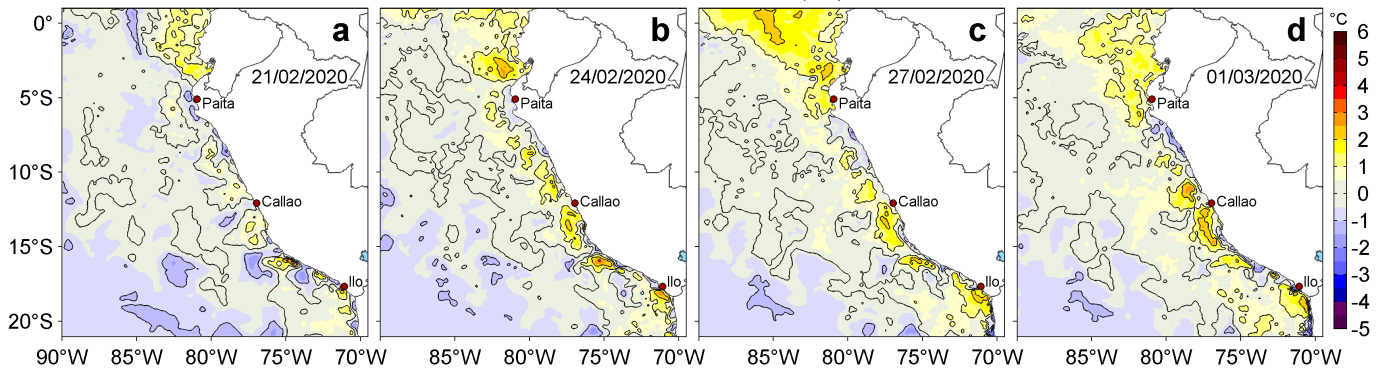 a
b
c
d
°C
21/02/2020
24/02/2020
27/02/2020
01/03/2020
0°
5°S
10°S
15°S
20°S
Paita
Callao
Ilo
Paita
Callao
Ilo
Paita
Callao
Ilo
Paita
Callao
Ilo
90°W 85°W 80°W 75°W 70°W
85°W 80°W 75°W 70°W
85°W 80°W 75°W 70°W
85°W 80°W 75°W 70°W
6
5
4
3
2
1
0
-1
-2
-3
-4
-5